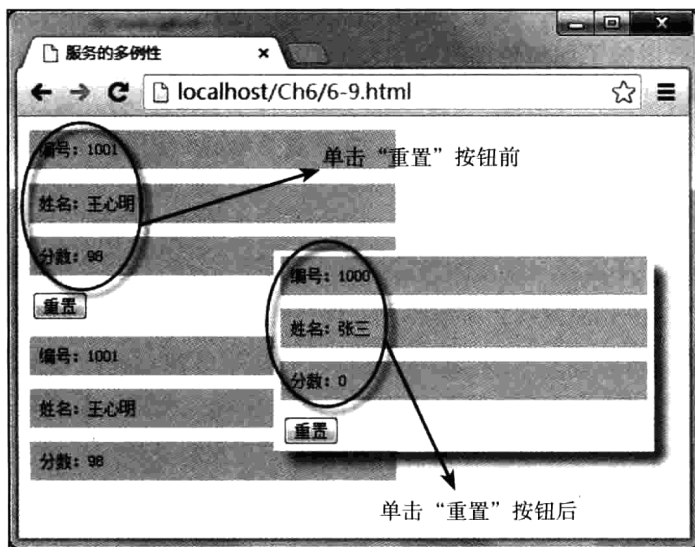 服务的多例性
localhost/Ch6/6-9.html
编号：1001
单击“重置”按钮前
姓名：王心明
分数：98
重置
编号：1000
姓名：张三
分数：0
重置
编号：1001
姓名：王心明
分数：98
单击“重置”按钮后